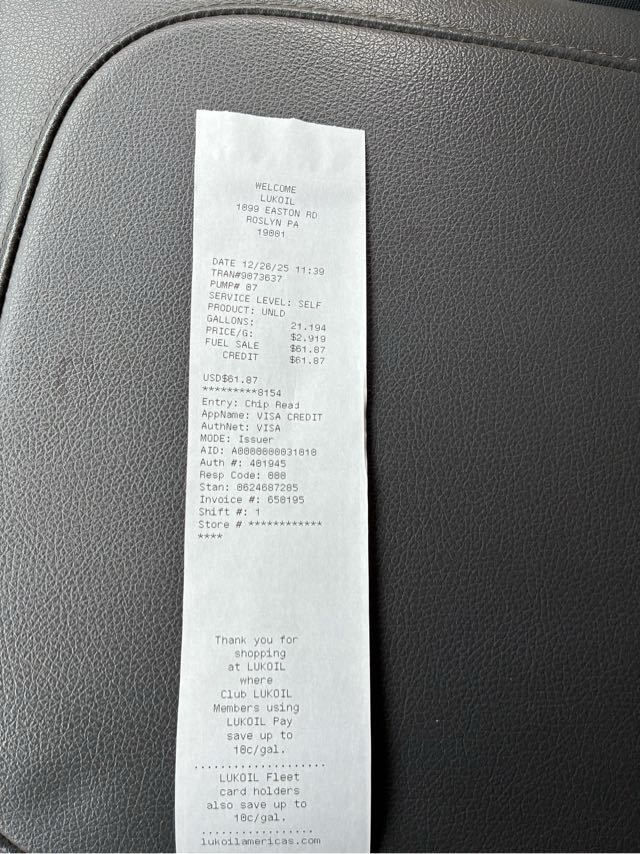 WELCOME
LUKOIL
1899 EASTON RD
ROSLYN PA
19001
DATE 12/26/25 11:39
TRAN#9073637
PUMP# 07
SERVICE LEVEL: SELF
PRODUCT: UNLD
GALLONS: 21.194
PRICE/G: $2.919
FUEL SALE $61.87
CREDIT $61.87
USD$61.87
*********8154
Entry: Chip Read
AppName: VISA CREDIT
AuthNet: VISA
MODE: Issuer
AID: A0000000031010
Auth #: 401945
Resp Code: 000
Stan: 0624687205
Invoice #: 650195
Shift #: 1
Store # ************
****
Thank you for
shopping
at LUKOIL
where
Club LUKOIL
Members using
LUKOIL Pay
save up to
10c/gal.
....................
LUKOIL Fleet
card holders
also save up to
10c/gal.
.................
lukoilamericas.com